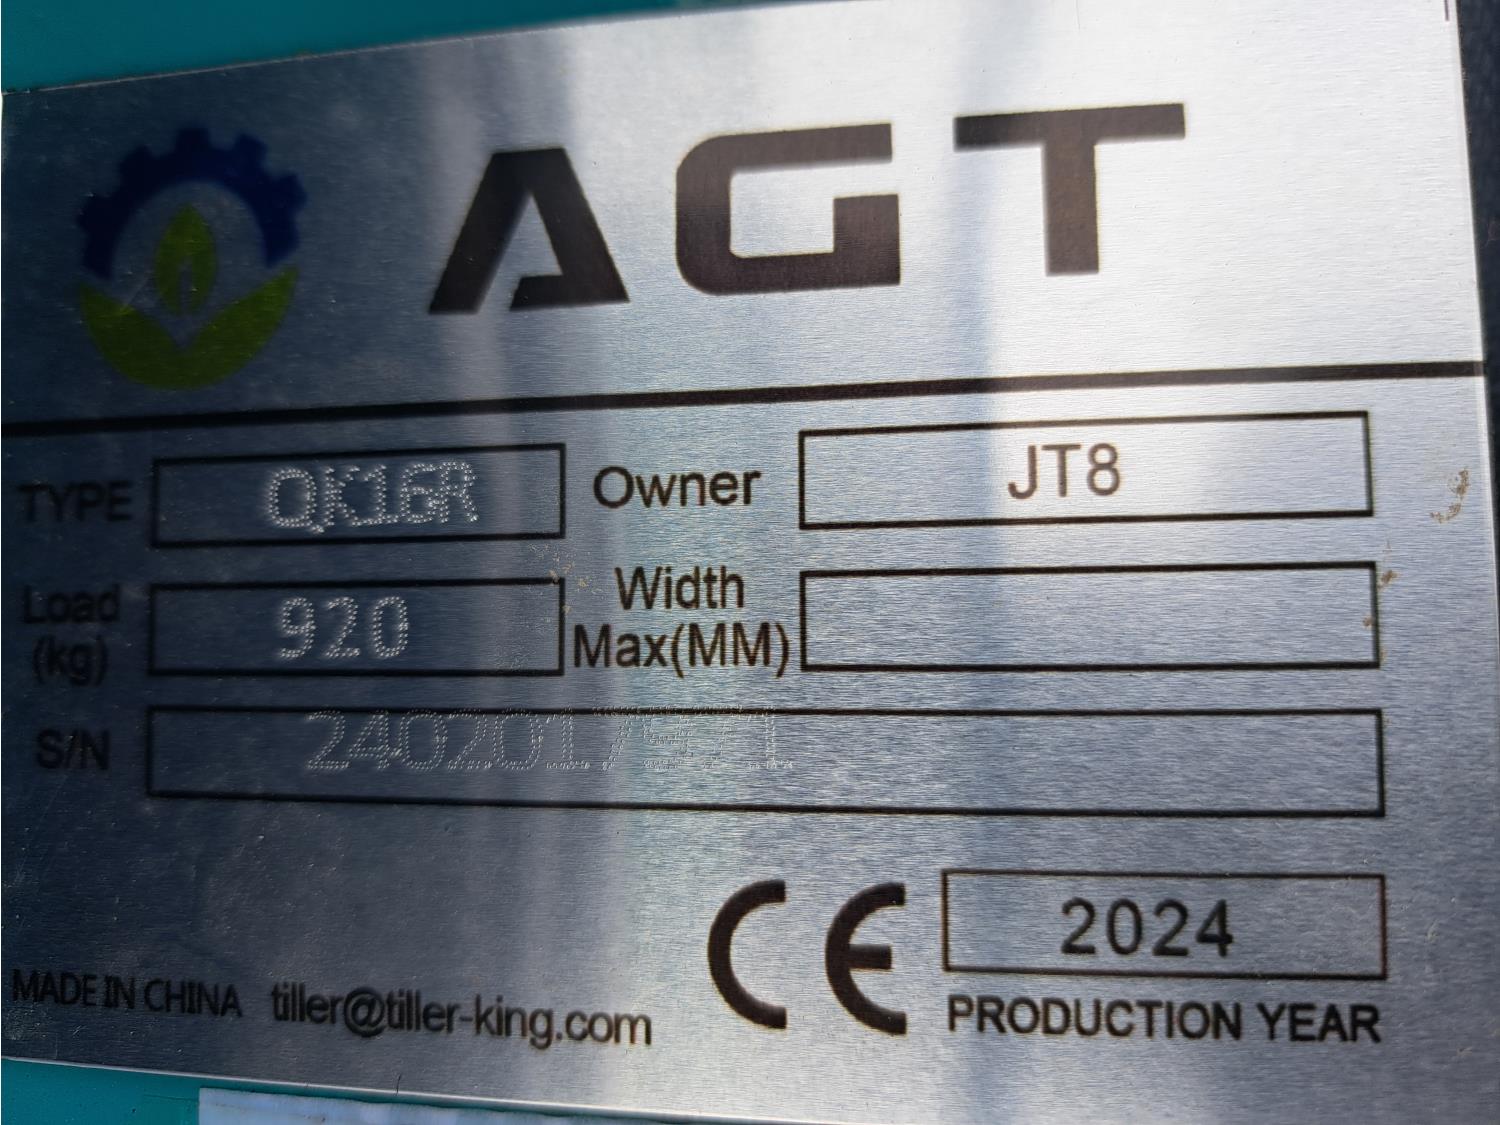 AGT
TYPE QK16R Owner JT8
Load (kg) 920 Width Max(MM)
S/N
MADE IN CHINA tiller@tiller-king.com CE 2024
PRODUCTION YEAR